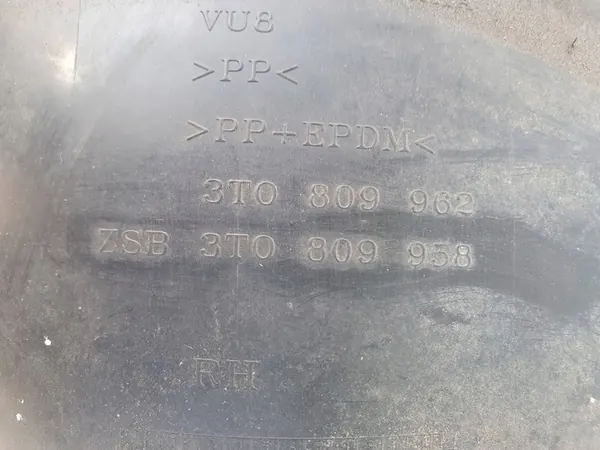 VU8
>PP<
>PP+EPDM<
3T0 809 962
ZSB 3T0 809 958
RH